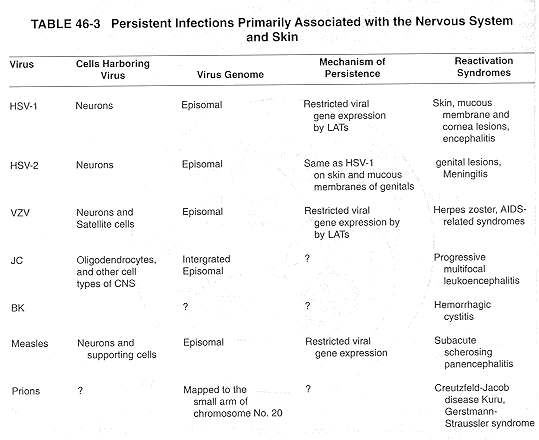 TABLE 46-3 Persistent Infections Primarily Associated with the Nervous System
and Skin
Virus Cells Harboring Virus Genome Mechanism of Reactivation
Virus Persistence Syndromes
HSV-1 Neurons Episomal Restricted viral Skin, mucous
gene expression membrane and
by LATs cornea lesions,
encephalitis
HSV-2 Neurons Episomal Same as HSV-1 genital lesions,
on skin and mucous Meningitis
membranes of genitals
VZV Neurons and Episomal Restricted viral Herpes zoster, AIDS-
Satellite cells gene expression by related syndromes
by LATs
JC Oligodendrocytes, Intergrated ? Progressive
and other cell Episomal multifocal
types of CNS leukoencephalitis
BK ? ? Hemorrhagic
cystitis
Measles Neurons and Episomal Restricted viral Subacute
supporting cells gene expression scherosing
panencephalitis
Prions ? Mapped to the ? Creutzfeld-Jacob
small arm of disease Kuru,
chromosome No. 20 Gerstmann-
Straussler syndrome